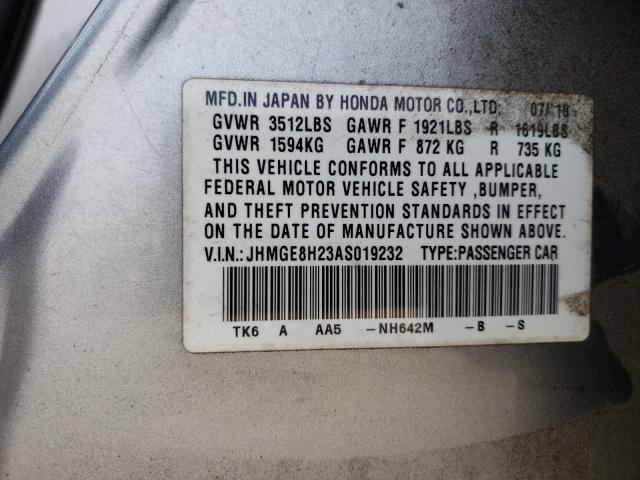 MFD.IN JAPAN BY HONDA MOTOR CO.,LTD.
GVWR 3512LBS GAWR F 1921LBS R 1619LBS
GVWR 1594KG GAWR F 872 KG R 735 KG
THIS VEHICLE CONFORMS TO ALL APPLICABLE
FEDERAL MOTOR VEHICLE SAFETY ,BUMPER,
AND THEFT PREVENTION STANDARDS IN EFFECT
ON THE DATE OF MANUFACTURE SHOWN ABOVE.
V.I.N.:JHMGE8H23AS019232 TYPE:PASSENGER CAR
TK6 A AA5 -NH642M -B -S